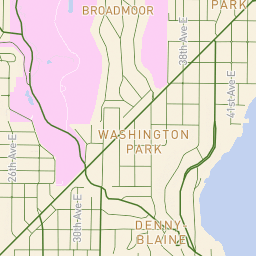 PARK
BROADMOOR
38th Ave E
41st Ave E
WASHINGTON
PARK
26th Ave E
30th Ave E
DENNY-
BLAINE